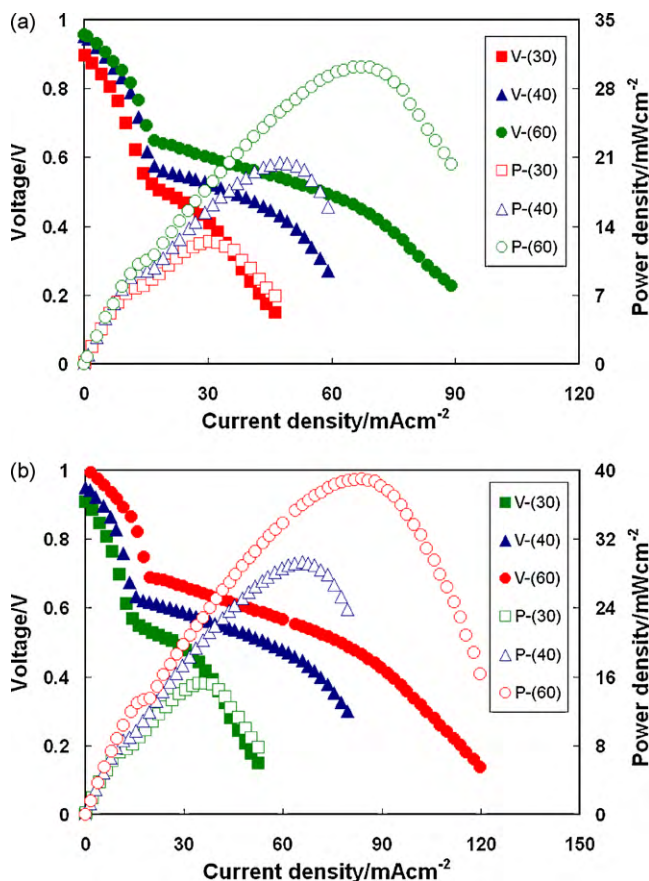 (a)
1
0.8
0.6
0.4
0.2
0
Voltage/V
35
28
21
14
7
0
Power density/mWcm-2
V-(30)
V-(40)
V-(60)
P-(30)
P-(40)
P-(60)
0 30 60 90 120
Current density/mAcm-2
(b)
1
0.8
0.6
0.4
0.2
0
Voltage/V
40
32
24
16
8
0
Power density/mWcm-2
V-(30)
V-(40)
V-(60)
P-(30)
P-(40)
P-(60)
0 30 60 90 120 150
Current density/mAcm-2